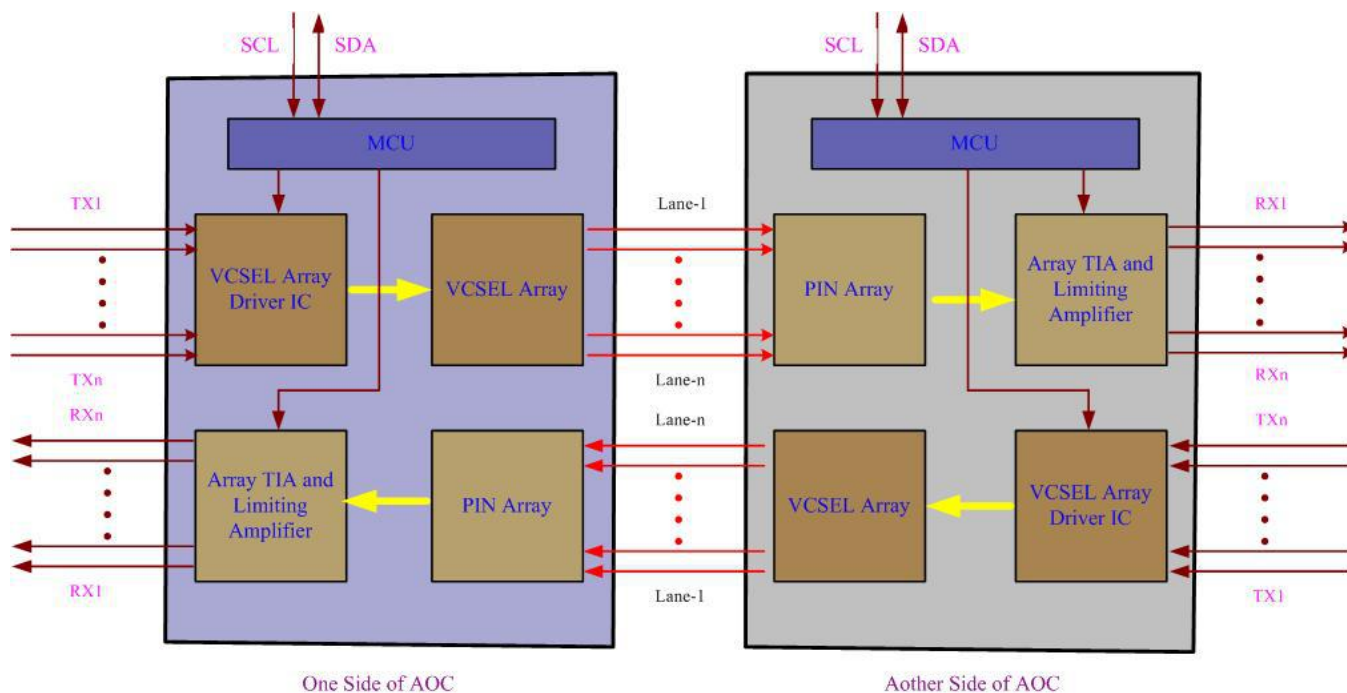 SCL
SDA
SCL
SDA
MCU
MCU
TX1
Lane-1
RX1
VCSEL Array
Driver IC
VCSEL Array
PIN Array
Array TIA and
Limiting
Amplifier
TXn
Lane-n
RXn
RXn
Lane-n
TXn
Array TIA and
Limiting
Amplifier
PIN Array
VCSEL Array
VCSEL Array
Driver IC
RX1
Lane-1
TX1
One Side of AOC
Aother Side of AOC